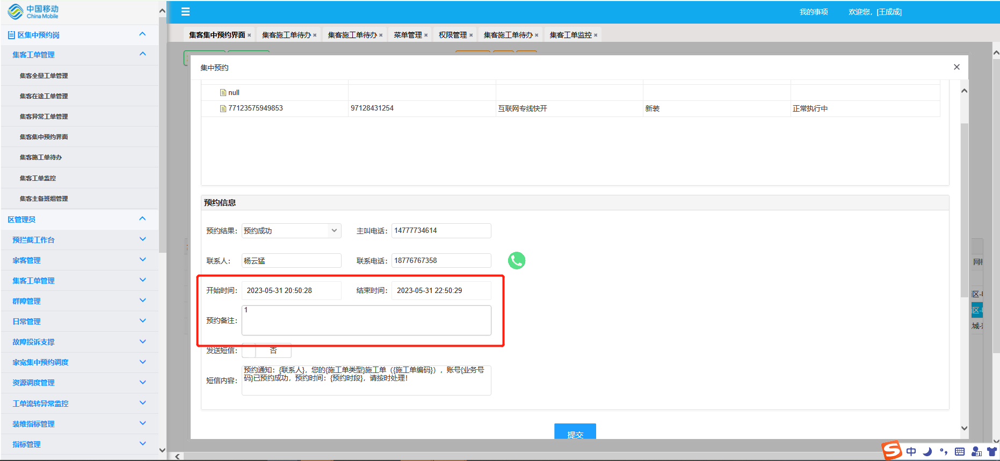 中国移动
China Mobile
我的事项
欢迎您，[王成成]
区集中预约岗
集客工单管理
集客全量工单管理
集客在途工单管理
集客异常工单管理
集客集中预约界面
集客施工单待办
集客工单监控
集客主备班组管理
区管理员
预拦截工作台
家客管理
集客工单管理
群障管理
日常管理
故障投诉支撑
家宽集中预约调度
资源调度管理
工单流转异常监控
装维指标管理
指标管理
集客集中预约界面 ×
集客施工单待办 ×
集客施工单待办 ×
菜单管理 ×
权限管理 ×
集客施工单待办 ×
集客工单监控 ×
集中预约
null
77123575949853 97128431254 互联网专线快开 新装 正常执行中
预约信息
预约结果： 预约成功 主叫电话： 14777734614
联系人： 杨云猛 联系电话： 18776767358
开始时间： 2023-05-31 20:50:28 结束时间： 2023-05-31 22:50:29
预约备注： 1
发送短信： 否
短信内容： 预约通知：{联系人}，您的{施工单类型}施工单（{施工单编码}），账号{业务号
码}已预约成功，预约时间：{预约时段}，请按时处理！
提交
区-
区-
中